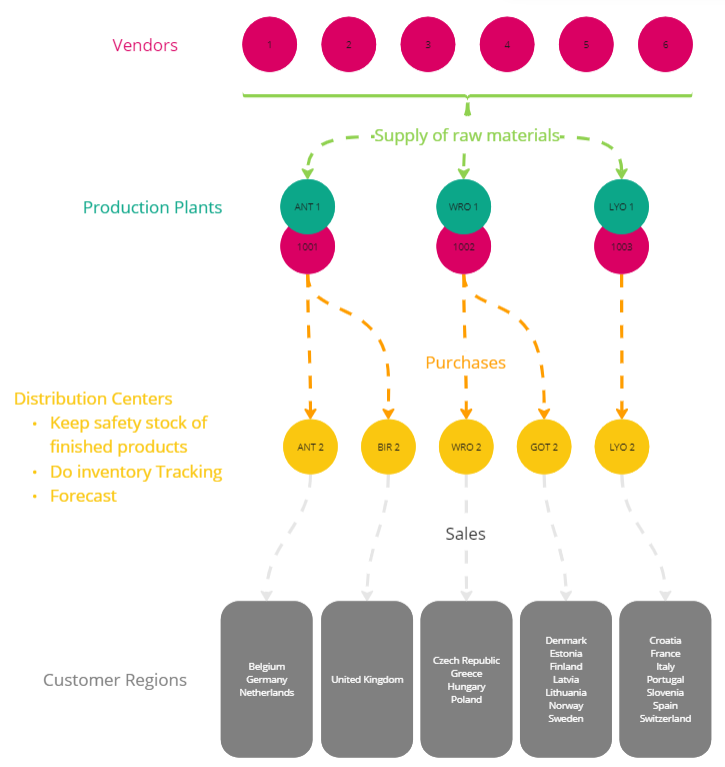 Vendors
1
2
3
4
5
6
Supply of raw materials
Production Plants
ANT 1
WRO 1
LYO 1
1001
1002
1003
Purchases
Distribution Centers
• Keep safety stock of
finished products
• Do inventory Tracking
• Forecast
ANT 2
BIR 2
WRO 2
GOT 2
LYO 2
Sales
Customer Regions
Belgium
Germany
Netherlands
United Kingdom
Czech Republic
Greece
Hungary
Poland
Denmark
Estonia
Finland
Latvia
Lithuania
Norway
Sweden
Croatia
France
Italy
Portugal
Slovenia
Spain
Switzerland